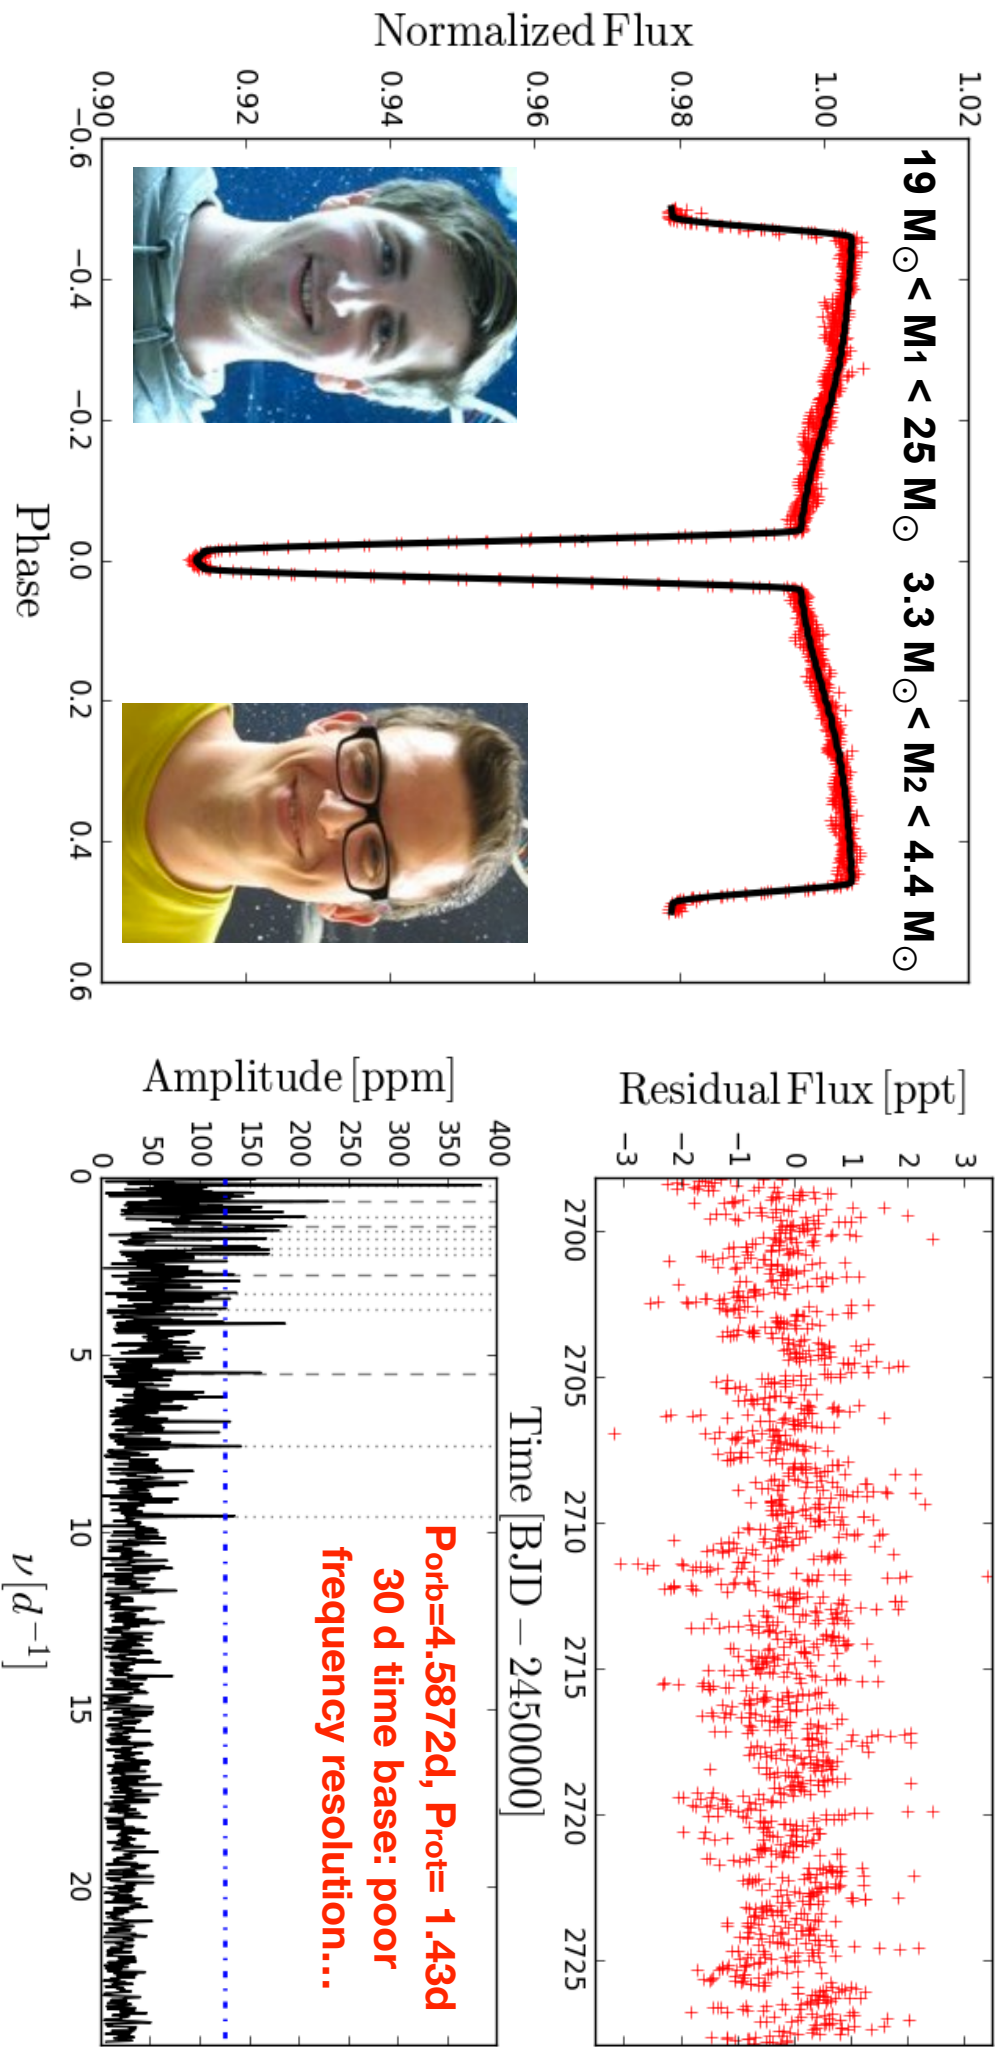 19 M☉ < M1 < 25 M☉ 3.3 M☉ < M2 < 4.4 M☉
Normalized Flux
1.02
1.00
0.98
0.96
0.94
0.92
0.90
−0.6 −0.4 −0.2 0.0 0.2 0.4 0.6
Phase
Residual Flux [ppt]
3
2
1
0
−1
−2
−3
2700 2705 2710 2715 2720 2725
Time [BJD − 2450000]
Amplitude [ppm]
400
350
300
250
200
150
100
50
0
Porb=4.5872d, Prot= 1.43d
30 d time base: poor
frequency resolution...
0 5 10 15 20
ν [d⁻¹]